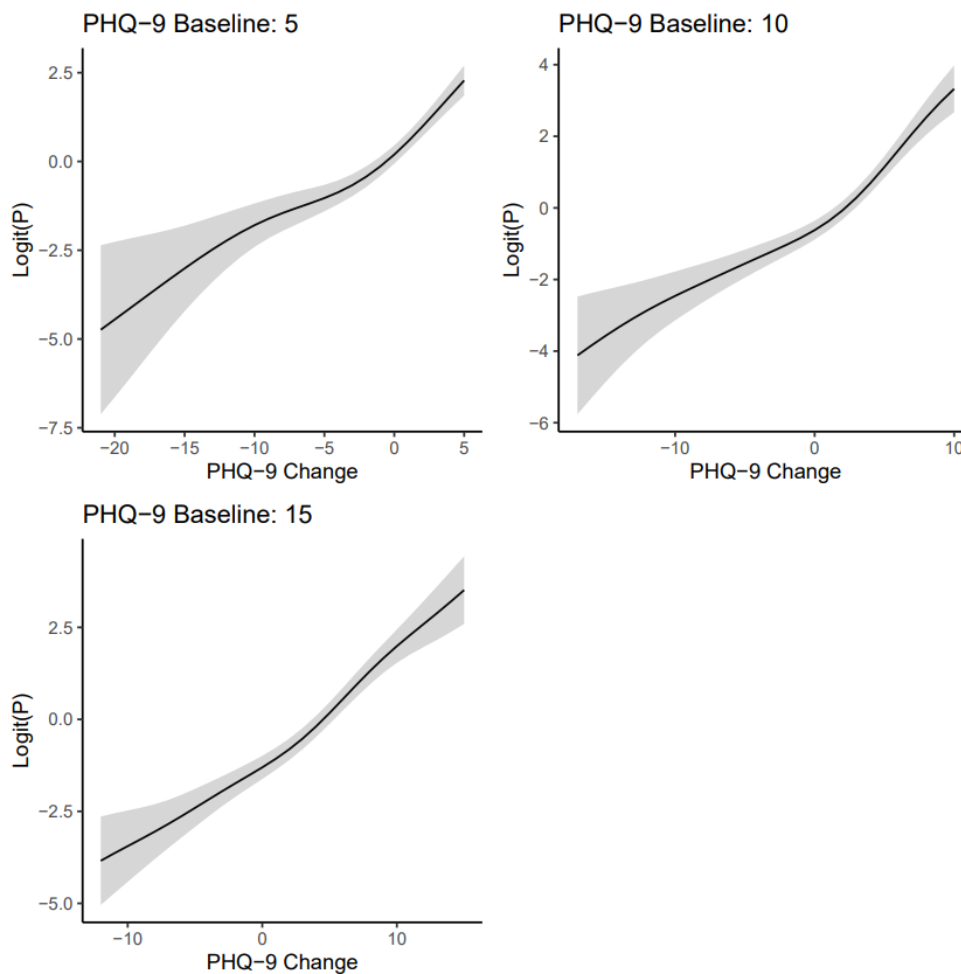 PHQ−9 Baseline: 5
2.5
0.0
−2.5
−5.0
−7.5
Logit(P)
−20 −15 −10 −5 0 5
PHQ−9 Change
PHQ−9 Baseline: 10
4
2
0
−2
−4
−6
Logit(P)
−10 0 10
PHQ−9 Change
PHQ−9 Baseline: 15
2.5
0.0
−2.5
−5.0
Logit(P)
−10 0 10
PHQ−9 Change